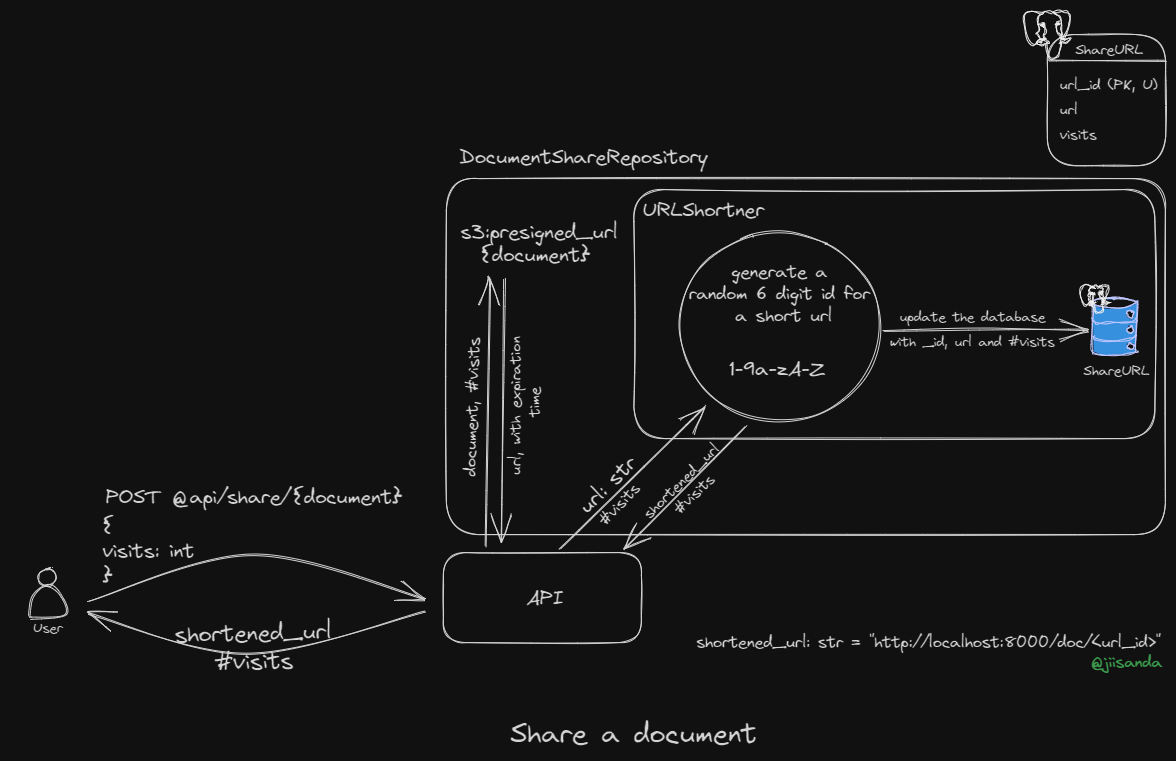 ShareURL
url_id (PK, U)
url
visits
DocumentShareRepository
URLShortner
s3:presigned_url
{document}
generate a
random 6 digit id for
a short url
1-9a-zA-Z
update the database
with _id, url and #visits
ShareURL
document, #visits
url, with expiration
time
url: str
#visits
shortened_url
#visits
POST @api/share/{document}
{
visits: int
}
User
API
shortened_url
#visits
shortened_url: str = "http://localhost:8000/doc/<url_id>"
@jiisanda
Share a document